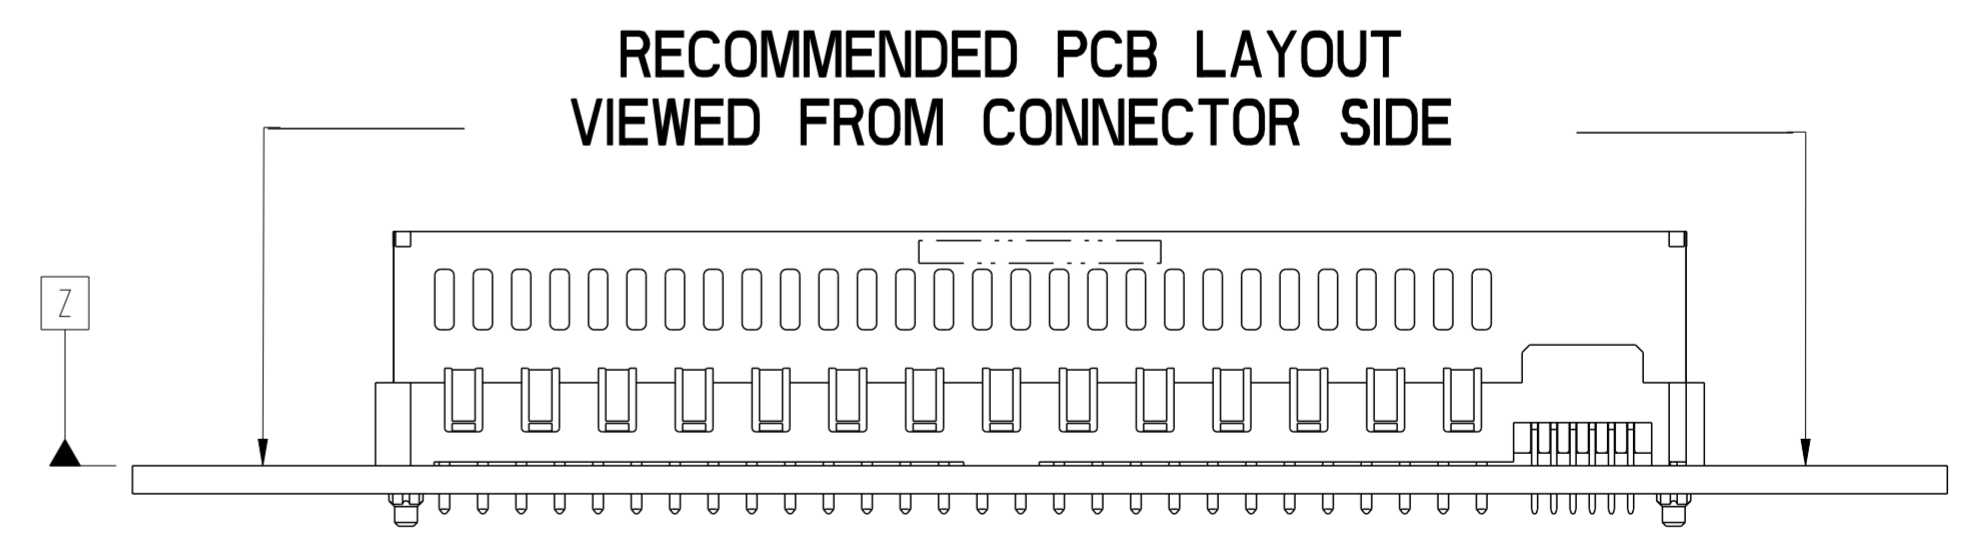 RECOMMENDED PCB LAYOUT
VIEWED FROM CONNECTOR SIDE
Z